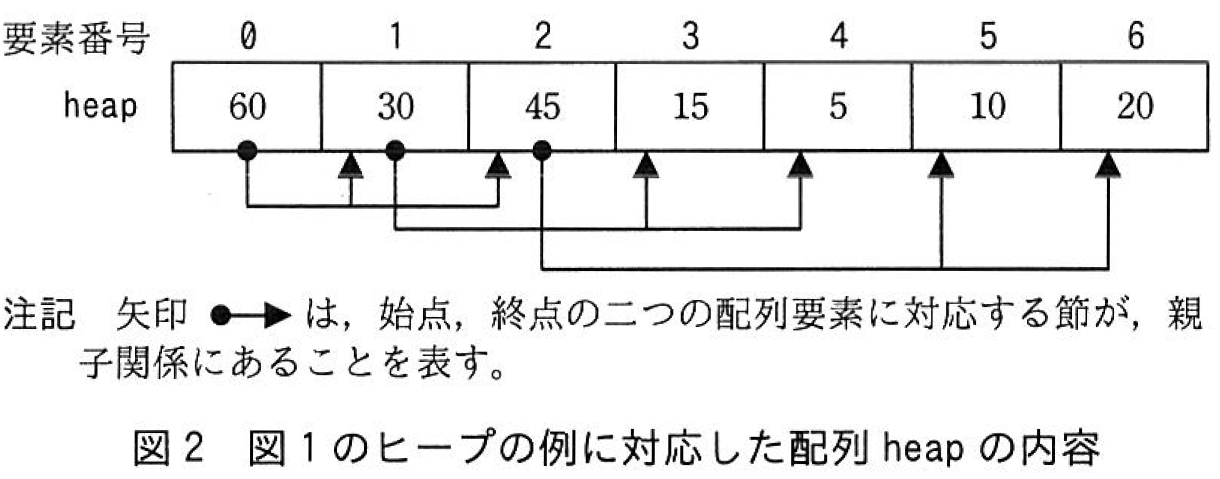 要素番号 0 1 2 3 4 5 6
heap 60 30 45 15 5 10 20
注記 矢印 は，始点，終点の二つの配列要素に対応する節が，親
子関係にあることを表す。
図2 図1のヒープの例に対応した配列 heap の内容